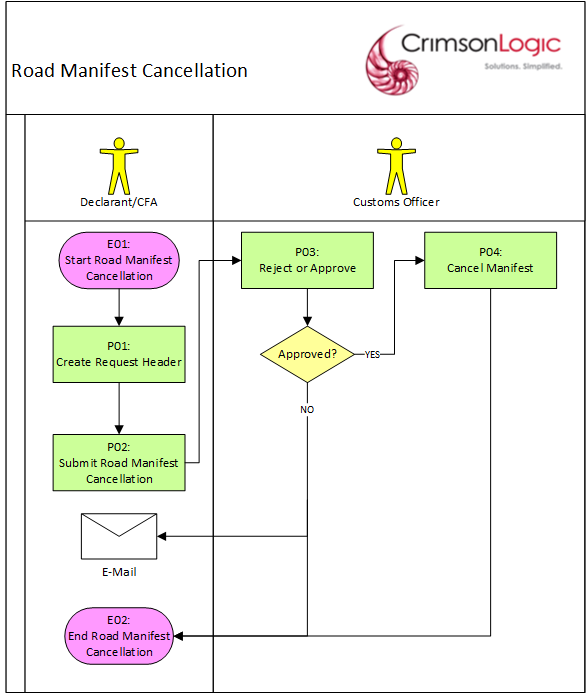 Road Manifest Cancellation
CrimsonLogic
Solutions. Simplified.
Declarant/CFA
Customs Officer
E01:
Start Road Manifest
Cancellation
P01:
Create Request Header
P02:
Submit Road Manifest
Cancellation
P03:
Reject or Approve
P04:
Cancel Manifest
Approved?
YES
NO
E-Mail
E02:
End Road Manifest
Cancellation